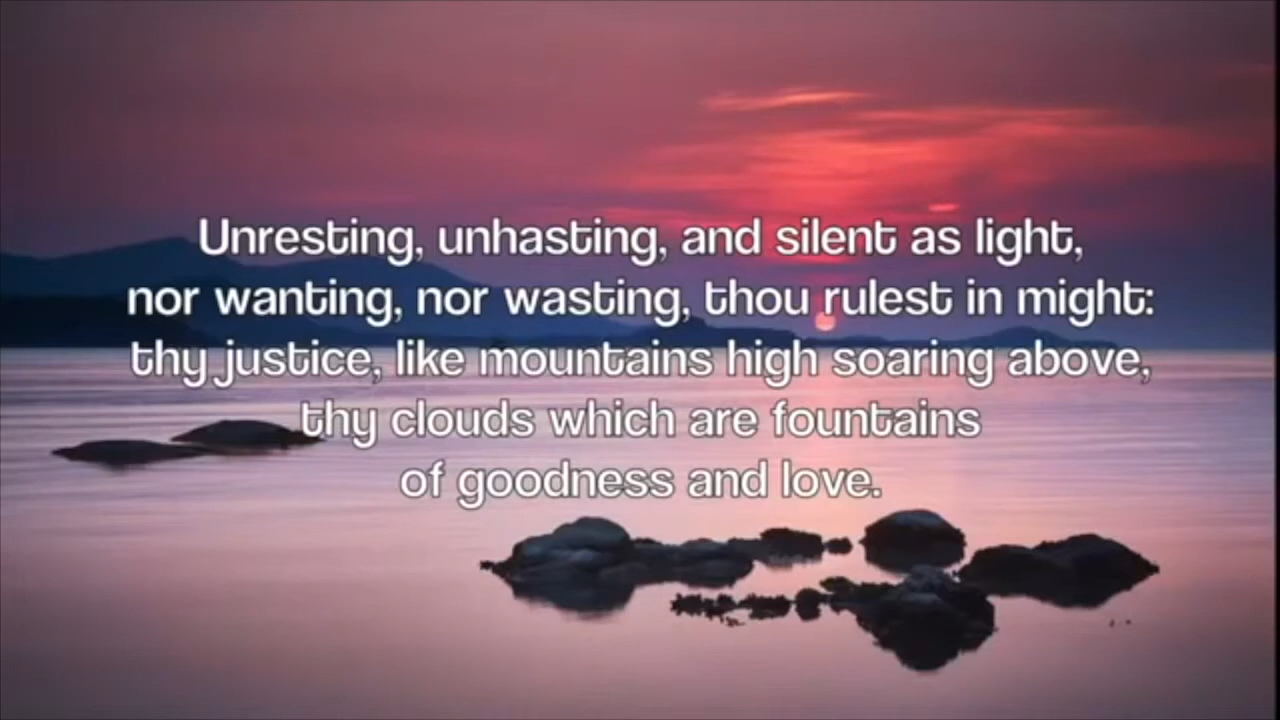 Unresting, unhasting, and silent as light,
nor wanting, nor wasting, thou rulest in might:
thy justice, like mountains high soaring above,
thy clouds which are fountains
of goodness and love.